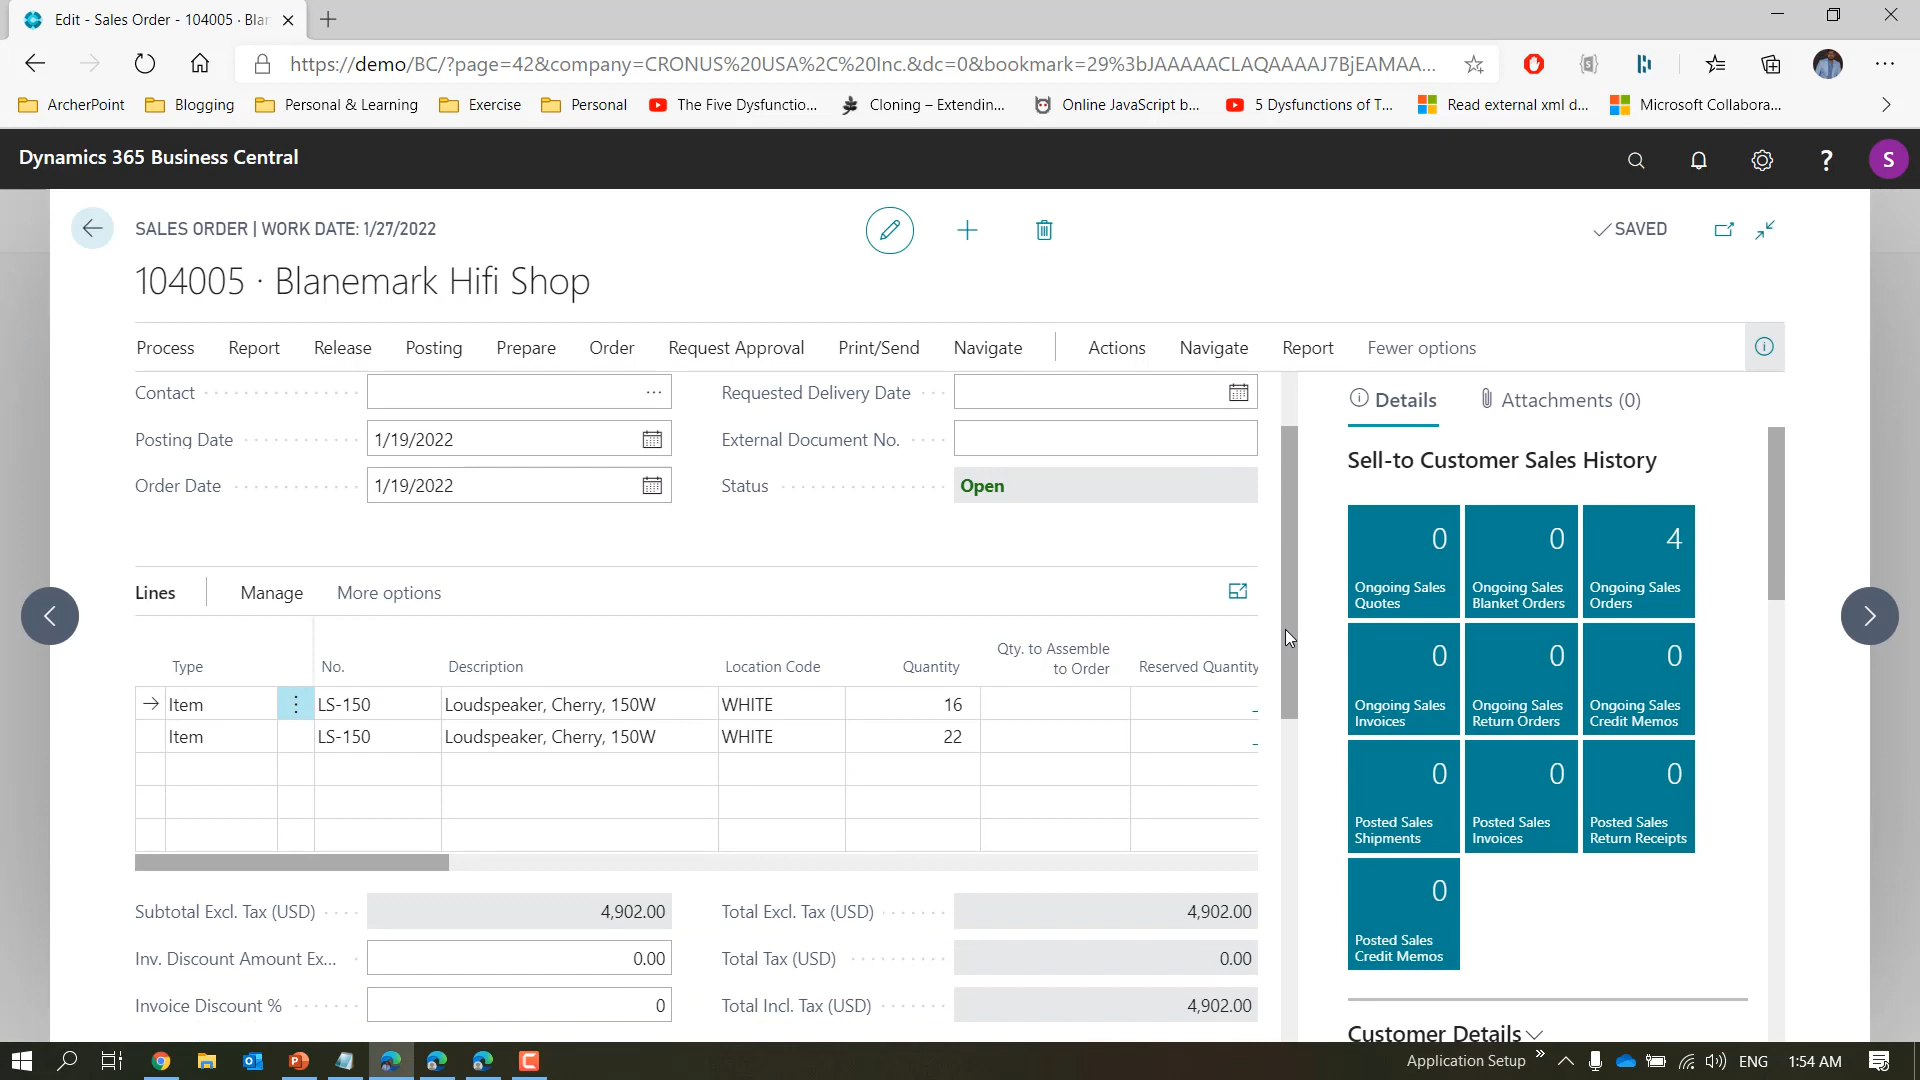 Edit - Sales Order - 104005 · Blan
https://demo/BC/?page=42&company=CRONUS%20USA%2C%20Inc.&dc=0&bookmark=29%3bJAAAAACLAQAAAAJ7BjEAMAA...
ArcherPoint
Blogging
Personal & Learning
Exercise
Personal
The Five Dysfunctio...
Cloning – Extendin...
Online JavaScript b...
5 Dysfunctions of T...
Read external xml d...
Microsoft Collabora...
Dynamics 365 Business Central
?
S
SALES ORDER | WORK DATE: 1/27/2022
SAVED
104005 · Blanemark Hifi Shop
Process
Report
Release
Posting
Prepare
Order
Request Approval
Print/Send
Navigate
Actions
Navigate
Report
Fewer options
Contact
Requested Delivery Date
Posting Date
1/19/2022
External Document No.
Order Date
1/19/2022
Status
Open
Lines
Manage
More options
Type
No.
Description
Location Code
Quantity
Qty. to Assemble
to Order
Reserved Quantity
Item
LS-150
Loudspeaker, Cherry, 150W
WHITE
16
Item
LS-150
Loudspeaker, Cherry, 150W
WHITE
22
Subtotal Excl. Tax (USD)
4,902.00
Total Excl. Tax (USD)
4,902.00
Inv. Discount Amount Ex...
0.00
Total Tax (USD)
0.00
Invoice Discount %
0
Total Incl. Tax (USD)
4,902.00
Details
Attachments (0)
Sell-to Customer Sales History
0
Ongoing Sales
Quotes
0
Ongoing Sales
Blanket Orders
4
Ongoing Sales
Orders
0
Ongoing Sales
Invoices
0
Ongoing Sales
Return Orders
0
Ongoing Sales
Credit Memos
0
Posted Sales
Shipments
0
Posted Sales
Invoices
0
Posted Sales
Return Receipts
0
Posted Sales
Credit Memos
Customer Details
Application Setup
ENG
1:54 AM